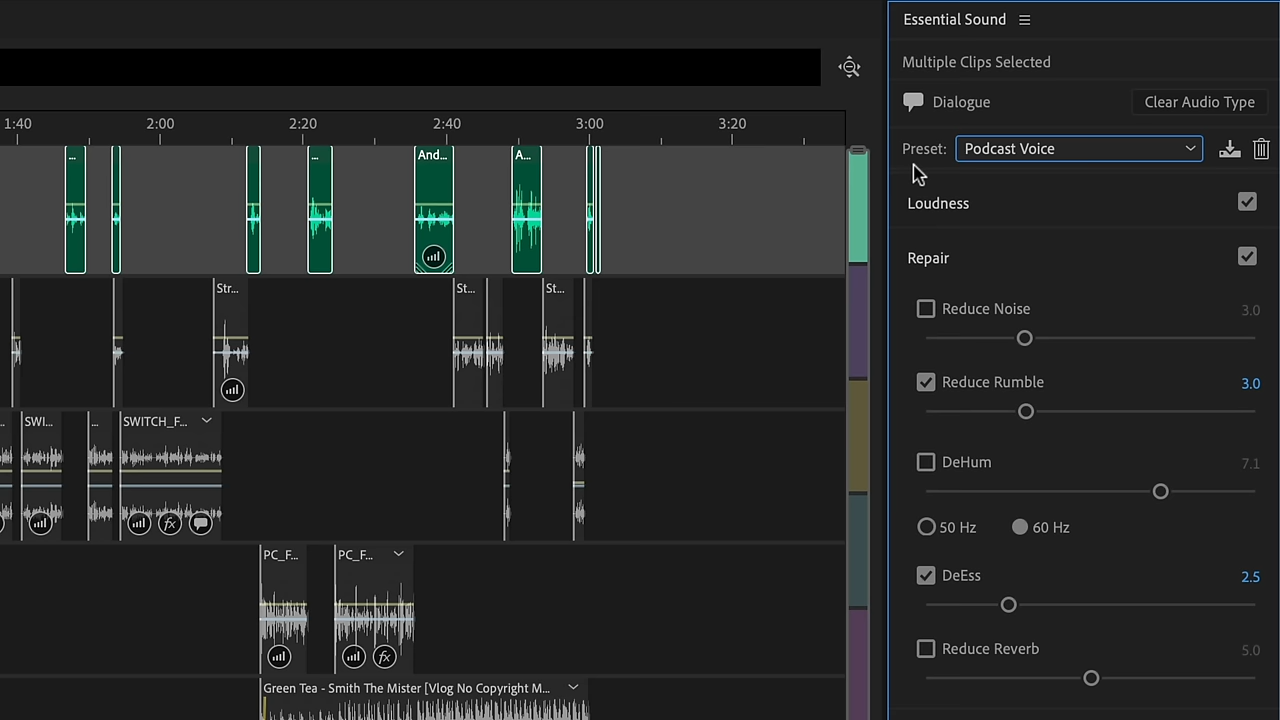 Essential Sound
Multiple Clips Selected
Dialogue
Clear Audio Type
Preset:
Podcast Voice
Loudness
Repair
Reduce Noise
3.0
Reduce Rumble
3.0
DeHum
7.1
50 Hz
60 Hz
DeEss
2.5
Reduce Reverb
5.0
1:40
2:00
2:20
2:40
3:00
3:20
...
...
And...
A...
Str...
St...
St...
..
SWI...
...
SWITCH_F...
fx
PC_F...
PC_F...
fx
Green Tea - Smith The Mister [Vlog No Copyright M...